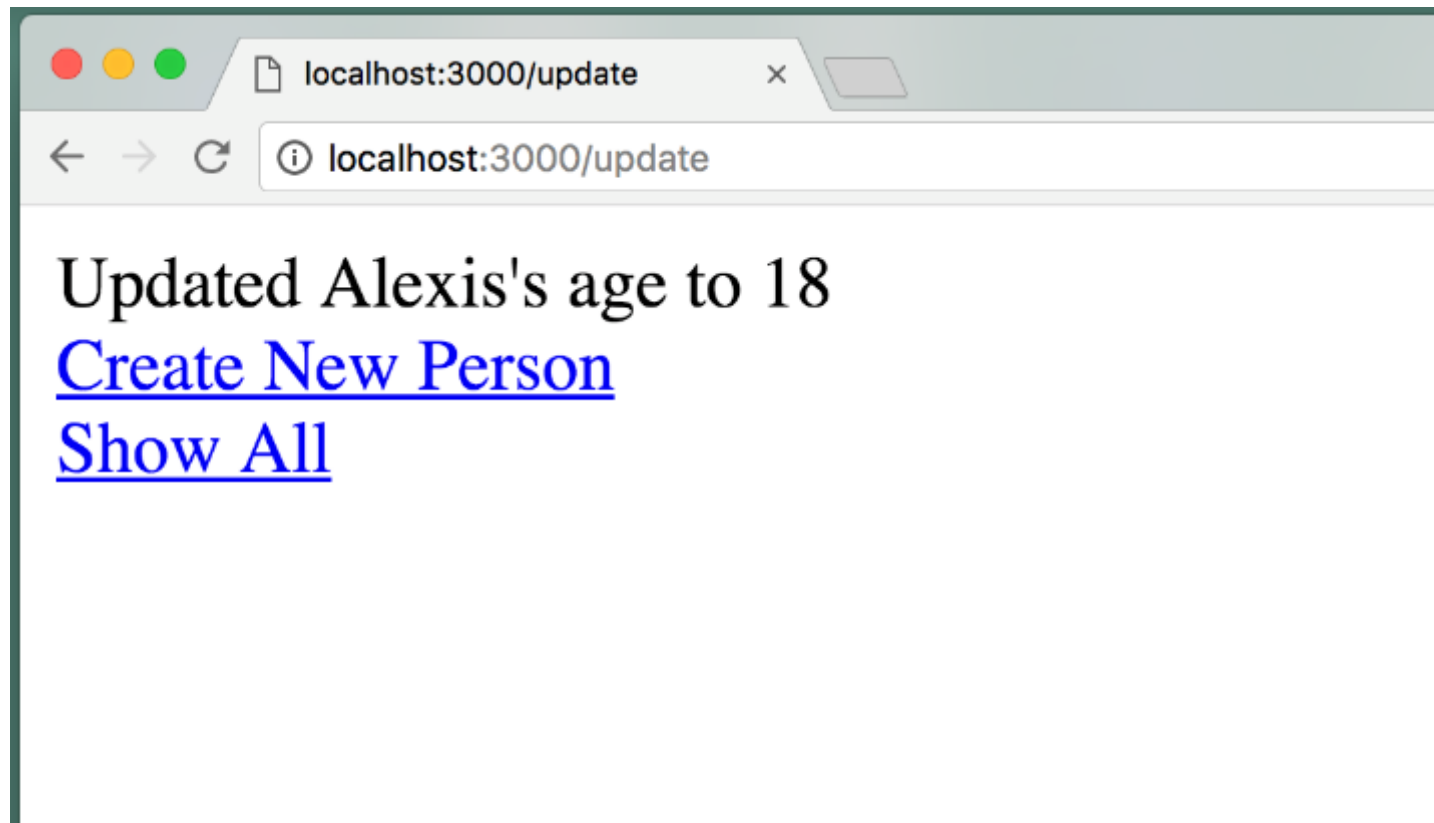 localhost:3000/update
localhost:3000/update
Updated Alexis's age to 18
Create New Person
Show All